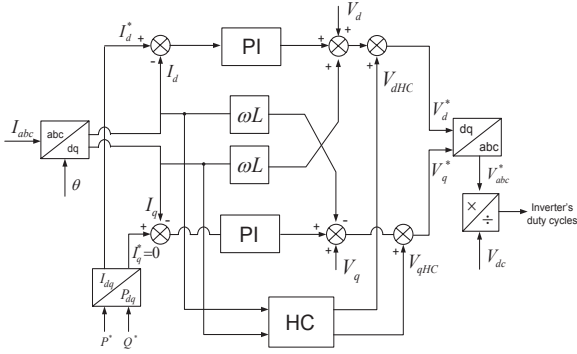 V_d
I_d^* + - PI + + + + +
I_d
V_dHC
I_abc abc dq
ωL
V_d^*
dq abc
θ
ωL
V_q^*
V_abc^*
I_q
× ÷ Inverter's
duty cycles
- + I_q^*=0 PI + - + + +
V_q
V_qHC
V_dc
I_dq P_dq
HC
P^* Q^*